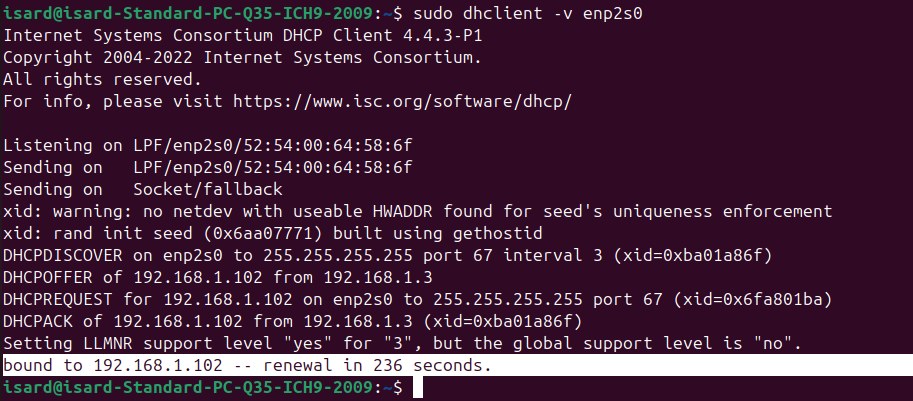 isard@isard-Standard-PC-Q35-ICH9-2009:~$ sudo dhclient -v enp2s0
Internet Systems Consortium DHCP Client 4.4.3-P1
Copyright 2004-2022 Internet Systems Consortium.
All rights reserved.
For info, please visit https://www.isc.org/software/dhcp/

Listening on LPF/enp2s0/52:54:00:64:58:6f
Sending on   LPF/enp2s0/52:54:00:64:58:6f
Sending on   Socket/fallback
xid: warning: no netdev with useable HWADDR found for seed's uniqueness enforcement
xid: rand init seed (0x6aa07771) built using gethostid
DHCPDISCOVER on enp2s0 to 255.255.255.255 port 67 interval 3 (xid=0xba01a86f)
DHCPOFFER of 192.168.1.102 from 192.168.1.3
DHCPREQUEST for 192.168.1.102 on enp2s0 to 255.255.255.255 port 67 (xid=0x6fa801ba)
DHCPACK of 192.168.1.102 from 192.168.1.3 (xid=0xba01a86f)
Setting LLMNR support level "yes" for "3", but the global support level is "no".
bound to 192.168.1.102 -- renewal in 236 seconds.
isard@isard-Standard-PC-Q35-ICH9-2009:~$